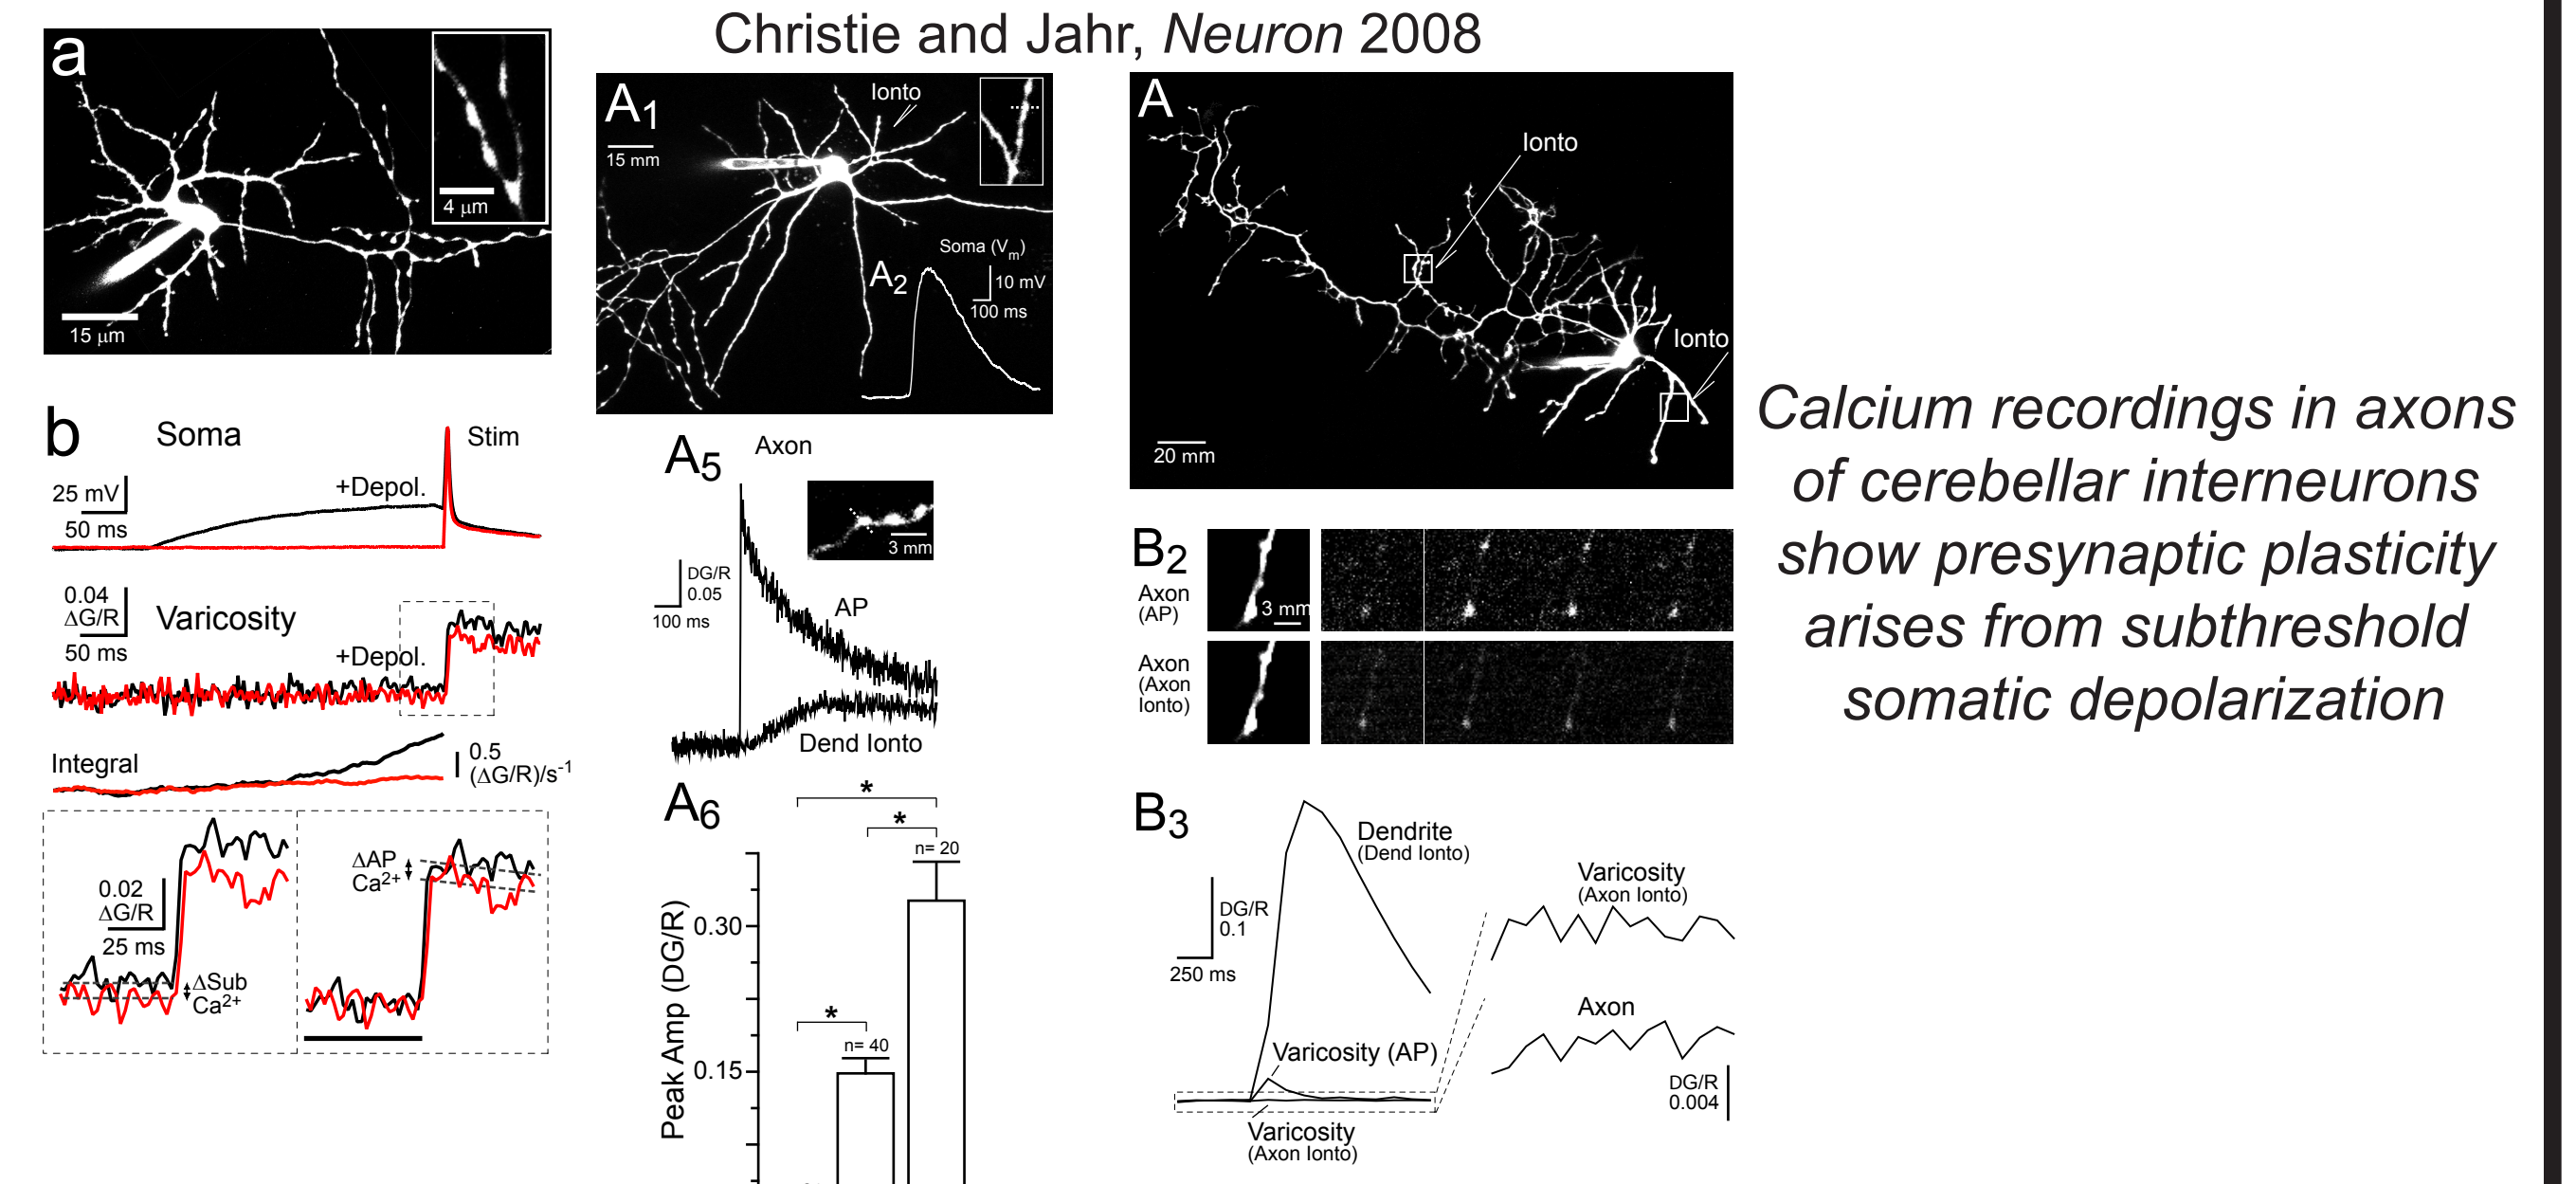 Christie and Jahr, Neuron 2008
a
4 μm
15 μm
b
Soma
Stim
+Depol.
25 mV
50 ms
0.04
ΔG/R
50 ms
Varicosity
+Depol.
Integral
0.5
(ΔG/R)/s-1
0.02
ΔG/R
25 ms
ΔSub
Ca2+
ΔAP
Ca2+
A1
Ionto
15 mm
A2
Soma (Vm)
10 mV
100 ms
A5
Axon
3 mm
DG/R
0.05
100 ms
AP
Dend Ionto
A6
*
*
n= 20
Peak Amp (DG/R)
0.30
*
n= 40
0.15
A
Ionto
Ionto
20 mm
B2
Axon
(AP)
3 mm
Axon
(Axon
Ionto)
B3
Dendrite
(Dend Ionto)
DG/R
0.1
250 ms
Varicosity (AP)
Varicosity
(Axon Ionto)
Varicosity
(Axon Ionto)
Axon
DG/R
0.004
Calcium recordings in axons
of cerebellar interneurons
show presynaptic plasticity
arises from subthreshold
somatic depolarization